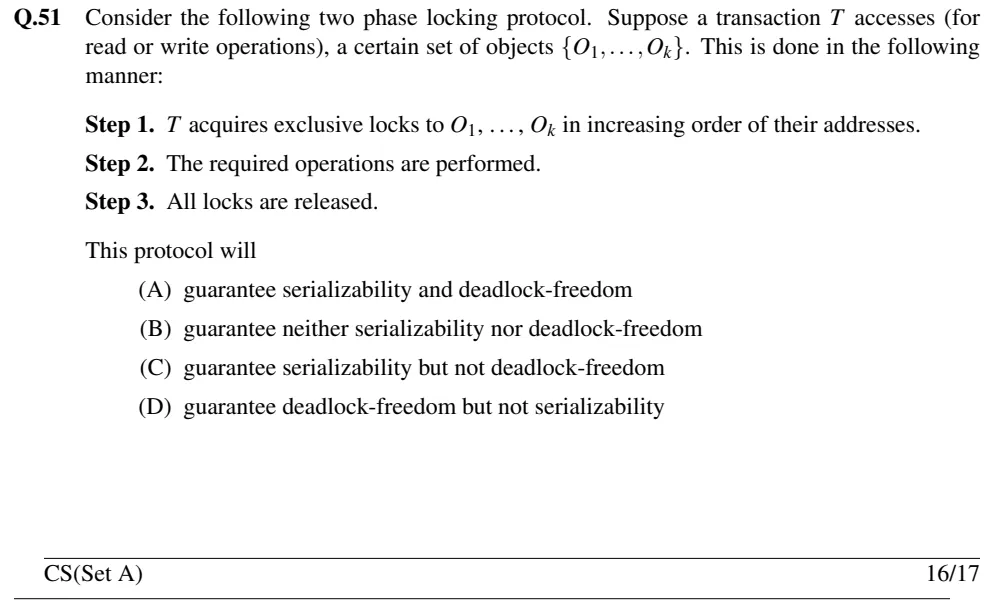 Q.51 Consider the following two phase locking protocol. Suppose a transaction T accesses (for
read or write operations), a certain set of objects {O₁,…,Oₖ}. This is done in the following
manner:
Step 1. T acquires exclusive locks to O₁, …, Oₖ in increasing order of their addresses.
Step 2. The required operations are performed.
Step 3. All locks are released.
This protocol will
(A) guarantee serializability and deadlock-freedom
(B) guarantee neither serializability nor deadlock-freedom
(C) guarantee serializability but not deadlock-freedom
(D) guarantee deadlock-freedom but not serializability
CS(Set A) 16/17